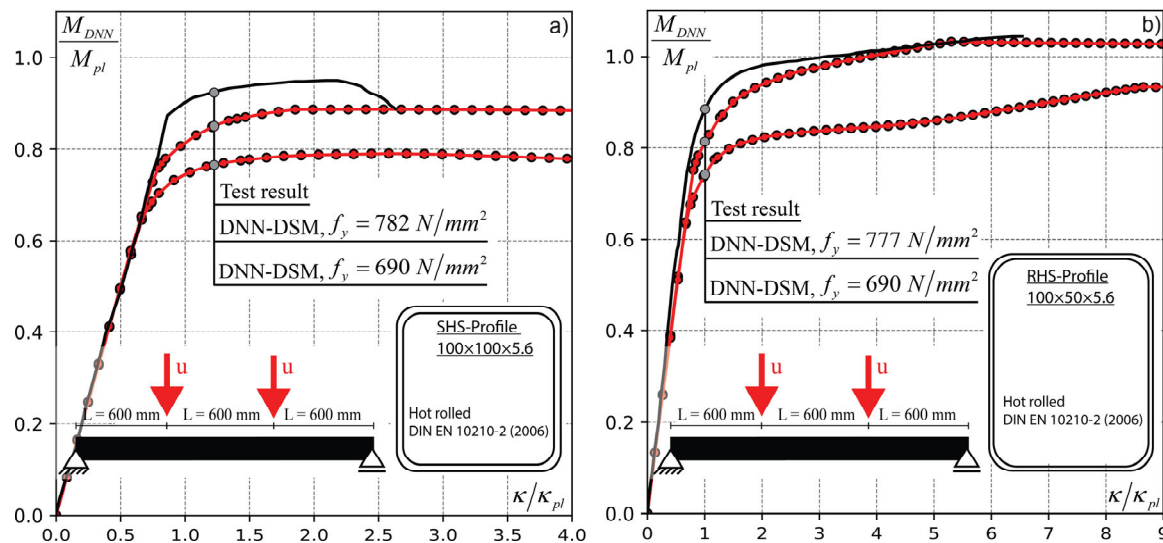 a)
M_DNN
M_pl
1.0
0.8
0.6
0.4
0.2
0.0
Test result
DNN-DSM, f_y = 782 N/mm²
DNN-DSM, f_y = 690 N/mm²
SHS-Profile
100×100×5.6
Hot rolled
DIN EN 10210-2 (2006)
u
u
L = 600 mm
L = 600 mm
L = 600 mm
κ/κ_pl
0.0 0.5 1.0 1.5 2.0 2.5 3.0 3.5 4.0
b)
M_DNN
M_pl
1.0
0.8
0.6
0.4
0.2
0.0
Test result
DNN-DSM, f_y = 777 N/mm²
DNN-DSM, f_y = 690 N/mm²
RHS-Profile
100×50×5.6
Hot rolled
DIN EN 10210-2 (2006)
u
u
L = 600 mm
L = 600 mm
L = 600 mm
κ/κ_pl
0 1 2 3 4 5 6 7 8 9